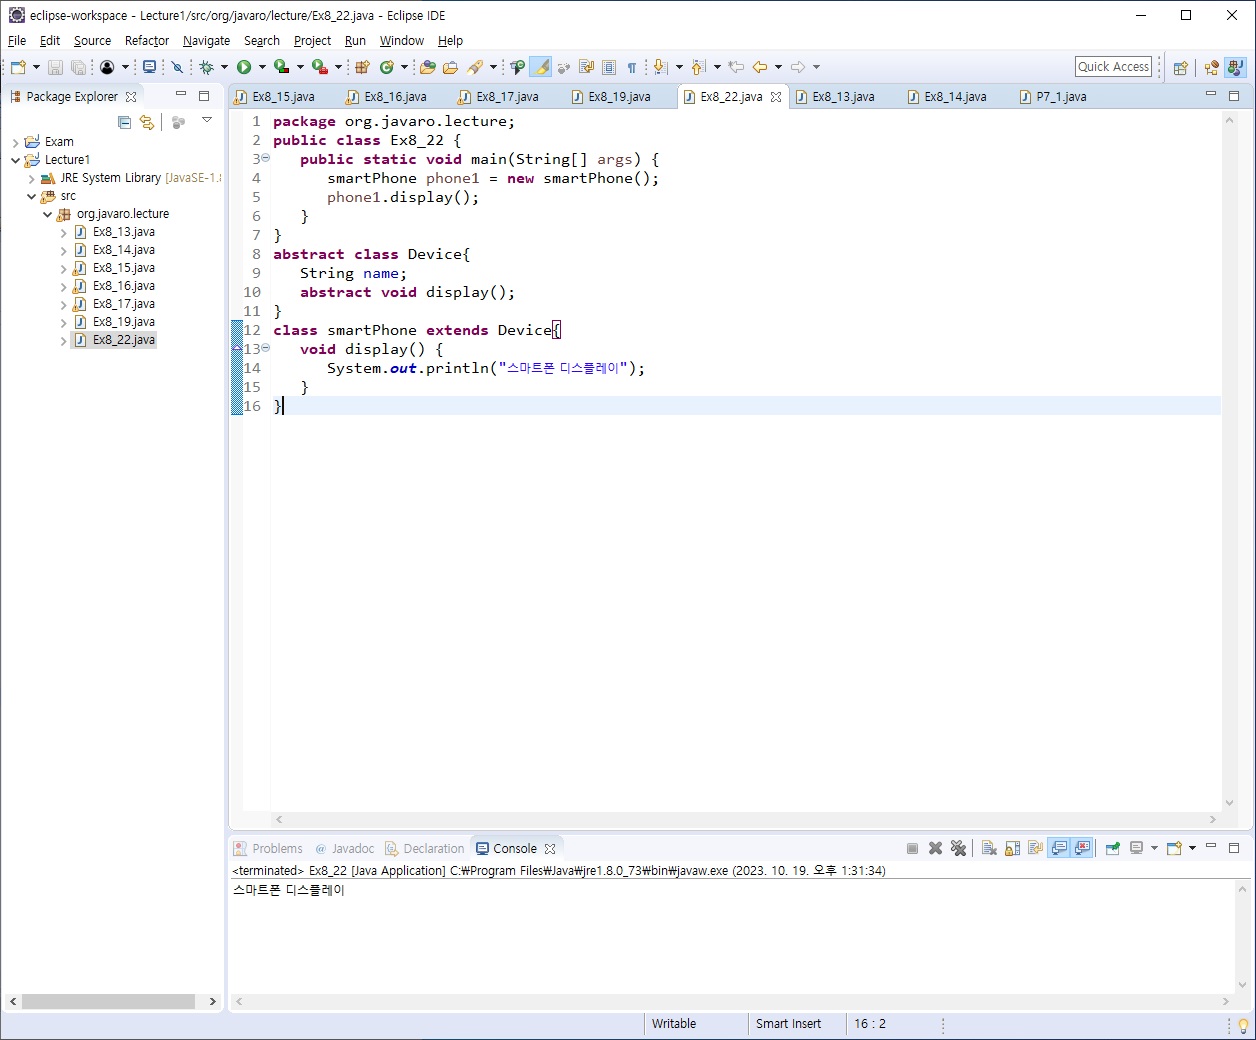 eclipse-workspace - Lecture1/src/org/javaro/lecture/Ex8_22.java - Eclipse IDE
File Edit Source Refactor Navigate Search Project Run Window Help
Quick Access
Package Explorer
Ex8_15.java Ex8_16.java Ex8_17.java Ex8_19.java Ex8_22.java Ex8_13.java Ex8_14.java P7_1.java
Exam
Lecture1
JRE System Library [JavaSE-1.8
src
org.javaro.lecture
Ex8_13.java
Ex8_14.java
Ex8_15.java
Ex8_16.java
Ex8_17.java
Ex8_19.java
Ex8_22.java
1 package org.javaro.lecture;
2 public class Ex8_22 {
3 public static void main(String[] args) {
4 smartPhone phone1 = new smartPhone();
5 phone1.display();
6 }
7 }
8 abstract class Device{
9 String name;
10 abstract void display();
11 }
12 class smartPhone extends Device{
13 void display() {
14 System.out.println("스마트폰 디스플레이");
15 }
16 }
Problems @ Javadoc Declaration Console
<terminated> Ex8_22 [Java Application] C:₩Program Files₩Java₩jre1.8.0_73₩bin₩javaw.exe (2023. 10. 19. 오후 1:31:34)
스마트폰 디스플레이
Writable Smart Insert 16 : 2